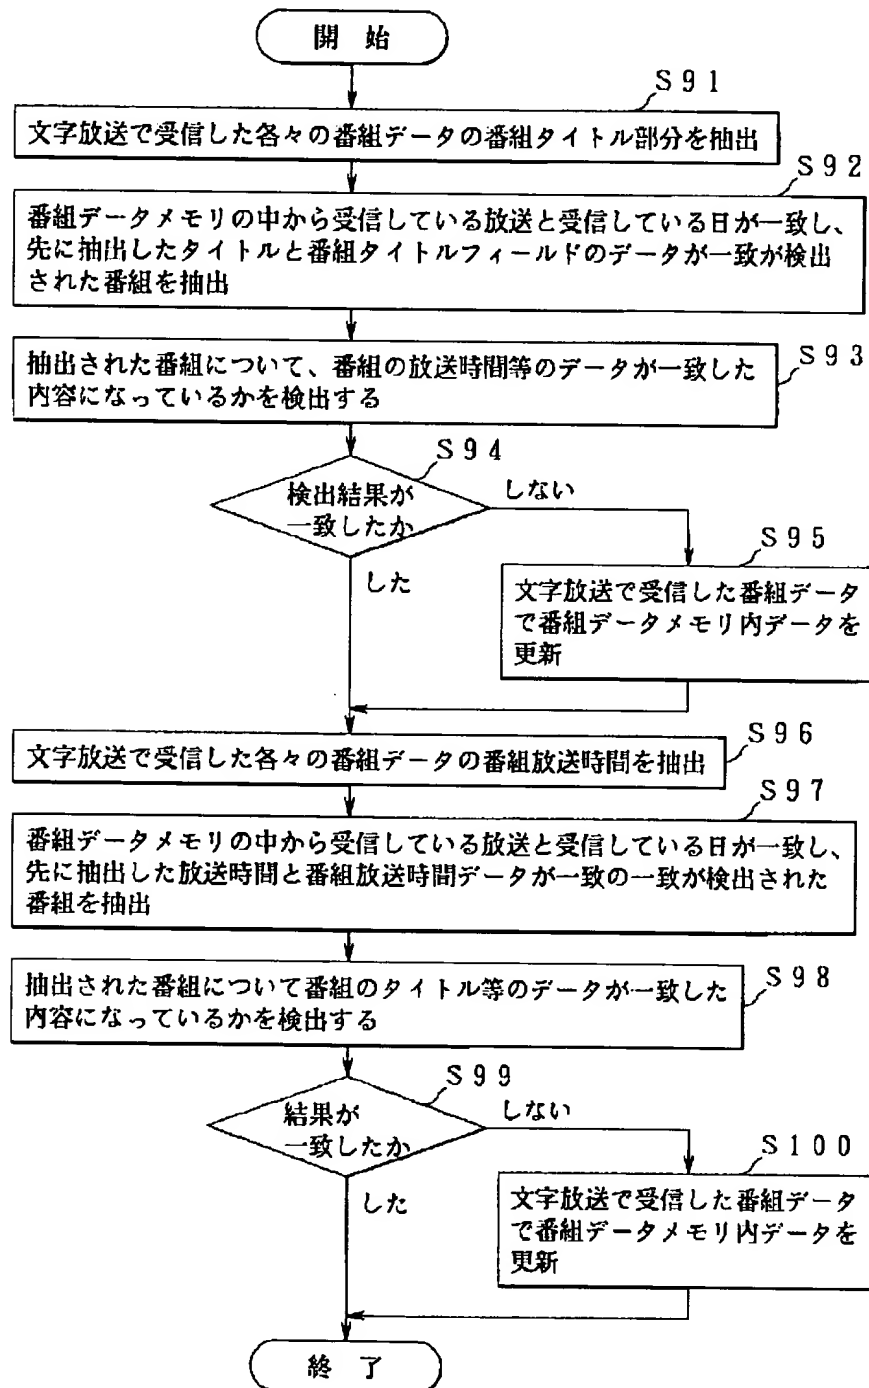 開　始
S91
文字放送で受信した各々の番組データの番組タイトル部分を抽出
S92
番組データメモリの中から受信している放送と受信している日が一致し、
先に抽出したタイトルと番組タイトルフィールドのデータが一致が検出
された番組を抽出
S93
抽出された番組について、番組の放送時間等のデータが一致した
内容になっているかを検出する
S94
検出結果が
一致したか
しない
した
S95
文字放送で受信した番組データ
で番組データメモリ内データを
更新
S96
文字放送で受信した各々の番組データの番組放送時間を抽出
S97
番組データメモリの中から受信している放送と受信している日が一致し、
先に抽出した放送時間と番組放送時間データが一致の一致が検出された
番組を抽出
S98
抽出された番組について番組のタイトル等のデータが一致した
内容になっているかを検出する
S99
結果が
一致したか
しない
した
S100
文字放送で受信した番組データ
で番組データメモリ内データを
更新
終　了